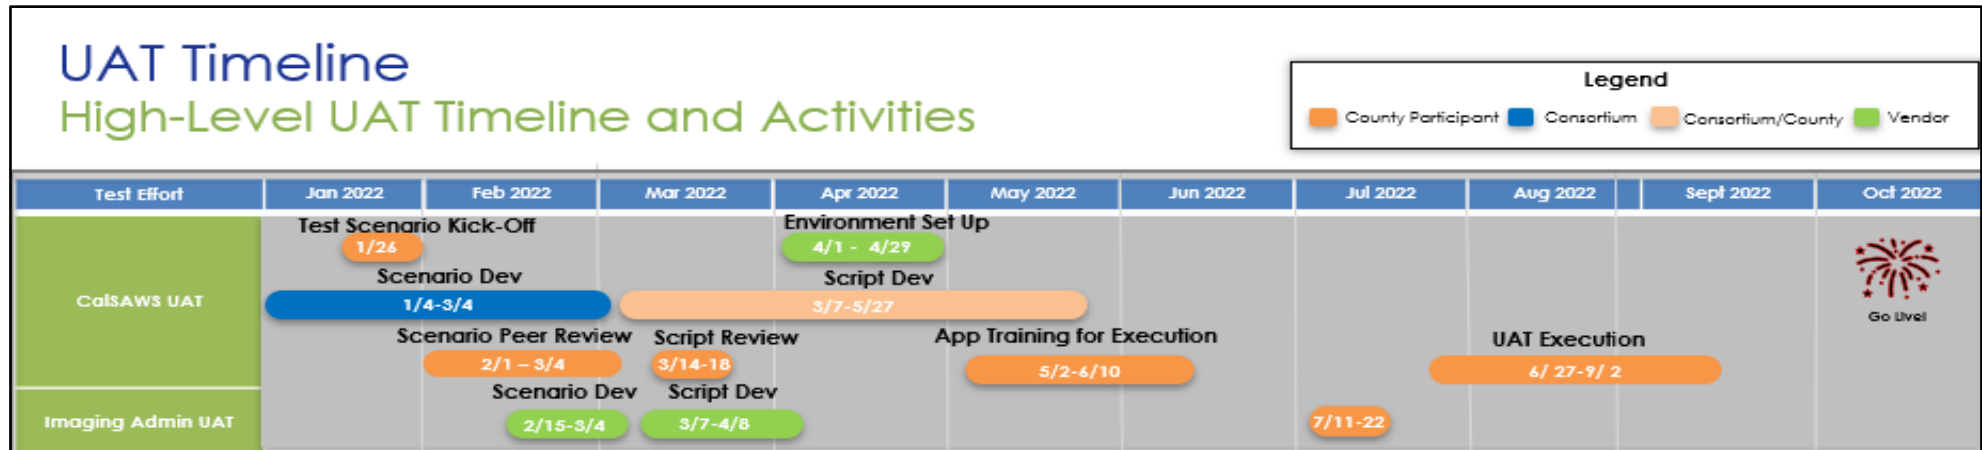 UAT Timeline
High-Level UAT Timeline and Activities
Legend
County Participant Consortium Consortium/County Vendor
Test Effort Jan 2022 Feb 2022 Mar 2022 Apr 2022 May 2022 Jun 2022 Jul 2022 Aug 2022 Sept 2022 Oct 2022
CalSAWS UAT
Test Scenario Kick-Off
1/26
Environment Set Up
4/1 - 4/29
Scenario Dev
1/4-3/4
Script Dev
3/7-5/27
Scenario Peer Review
2/1 – 3/4
Script Review
3/14-18
App Training for Execution
5/2-6/10
UAT Execution
6/ 27-9/ 2
Go Live!
Imaging Admin UAT
Scenario Dev
2/15-3/4
Script Dev
3/7-4/8
7/11-22